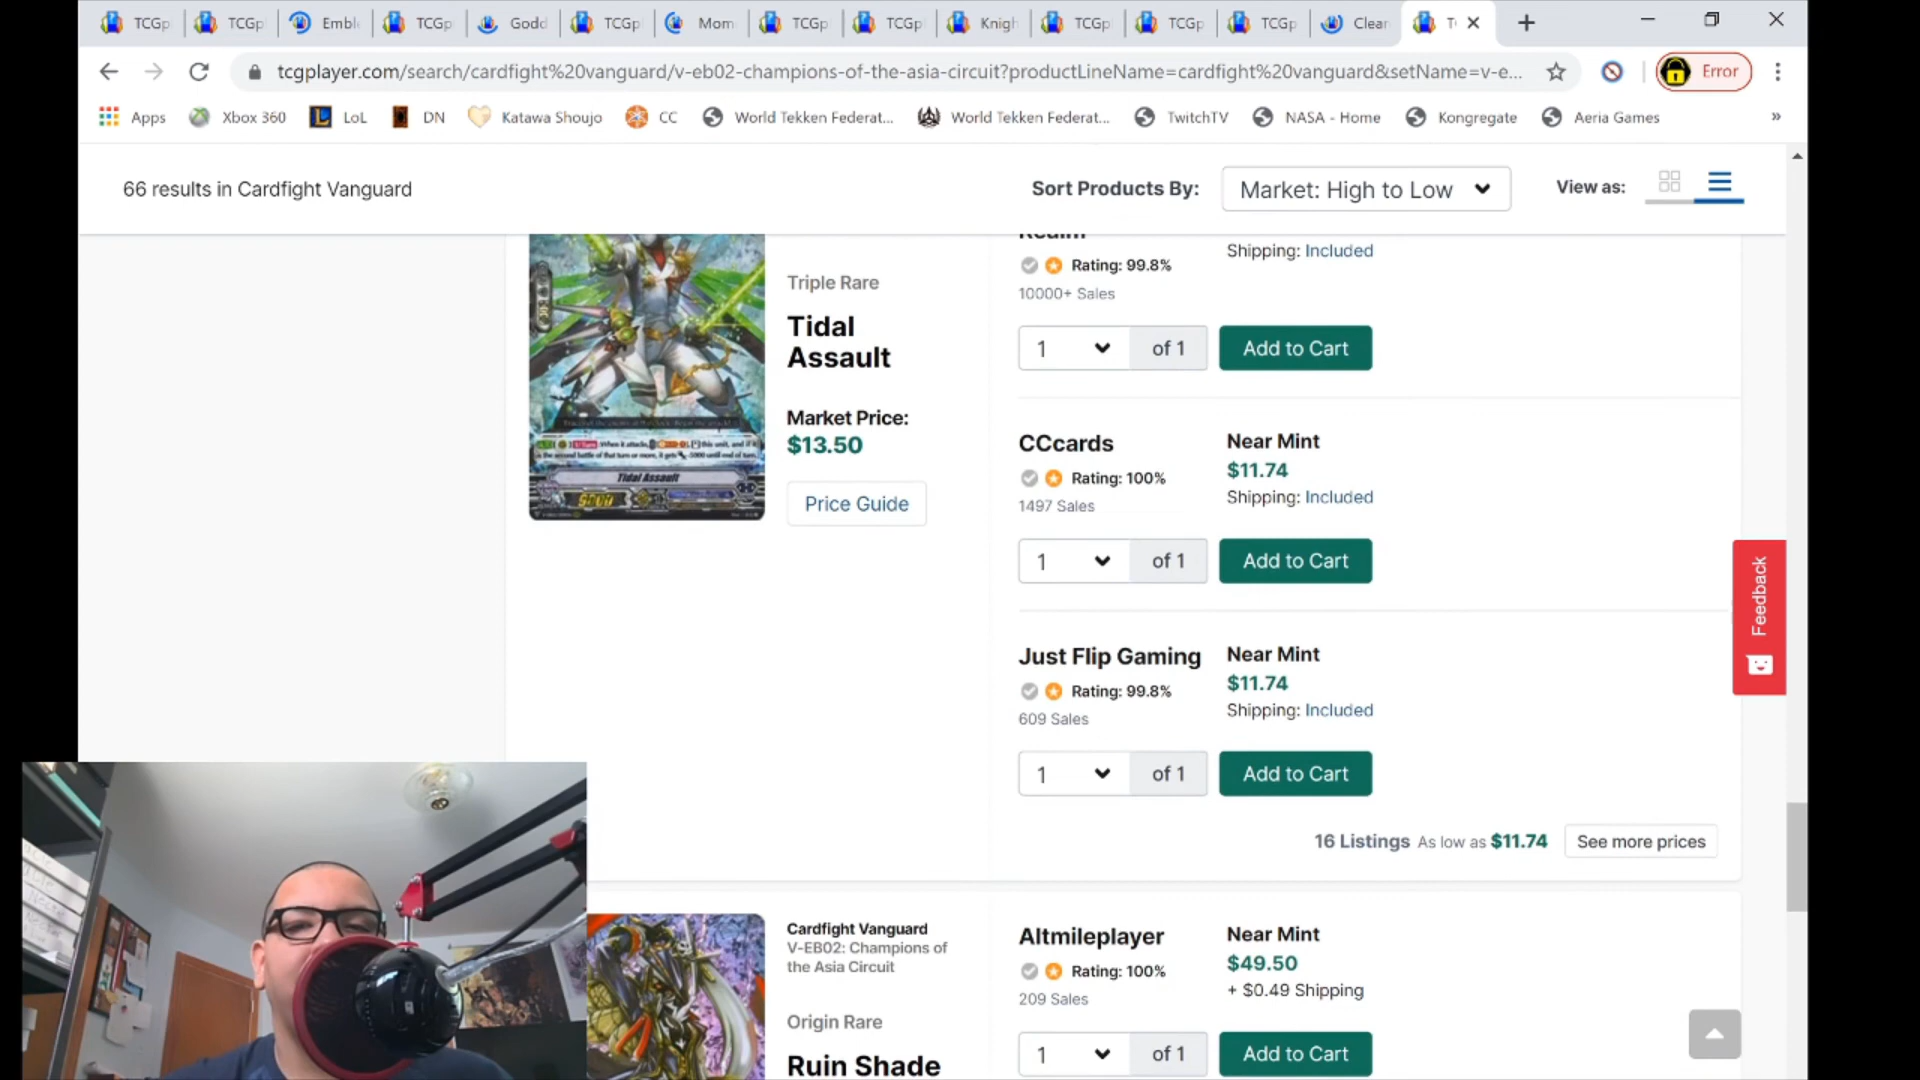 TCGp TCGp Emble TCGp Godd TCGp Mom TCGp TCGp Knigh TCGp TCGp TCGp Clear
tcgplayer.com/search/cardfight%20vanguard/v-eb02-champions-of-the-asia-circuit?productLineName=cardfight%20vanguard&setName=v-e... Error
Apps Xbox 360 LoL DN Katawa Shoujo CC World Tekken Federat... World Tekken Federat... TwitchTV NASA - Home Kongregate Aeria Games »
66 results in Cardfight Vanguard
Sort Products By: Market: High to Low View as:
Triple Rare
Tidal
Assault
Market Price:
$13.50
Price Guide
Tidal Assault
Realm
Rating: 99.8%
10000+ Sales
Shipping: Included
1 of 1 Add to Cart
CCcards
Rating: 100%
1497 Sales
Near Mint
$11.74
Shipping: Included
1 of 1 Add to Cart
Just Flip Gaming
Rating: 99.8%
609 Sales
Near Mint
$11.74
Shipping: Included
1 of 1 Add to Cart
16 Listings As low as $11.74 See more prices
Feedback
Cardfight Vanguard
V-EB02: Champions of
the Asia Circuit
Origin Rare
Ruin Shade
Altmileplayer
Rating: 100%
209 Sales
Near Mint
$49.50
+ $0.49 Shipping
1 of 1 Add to Cart